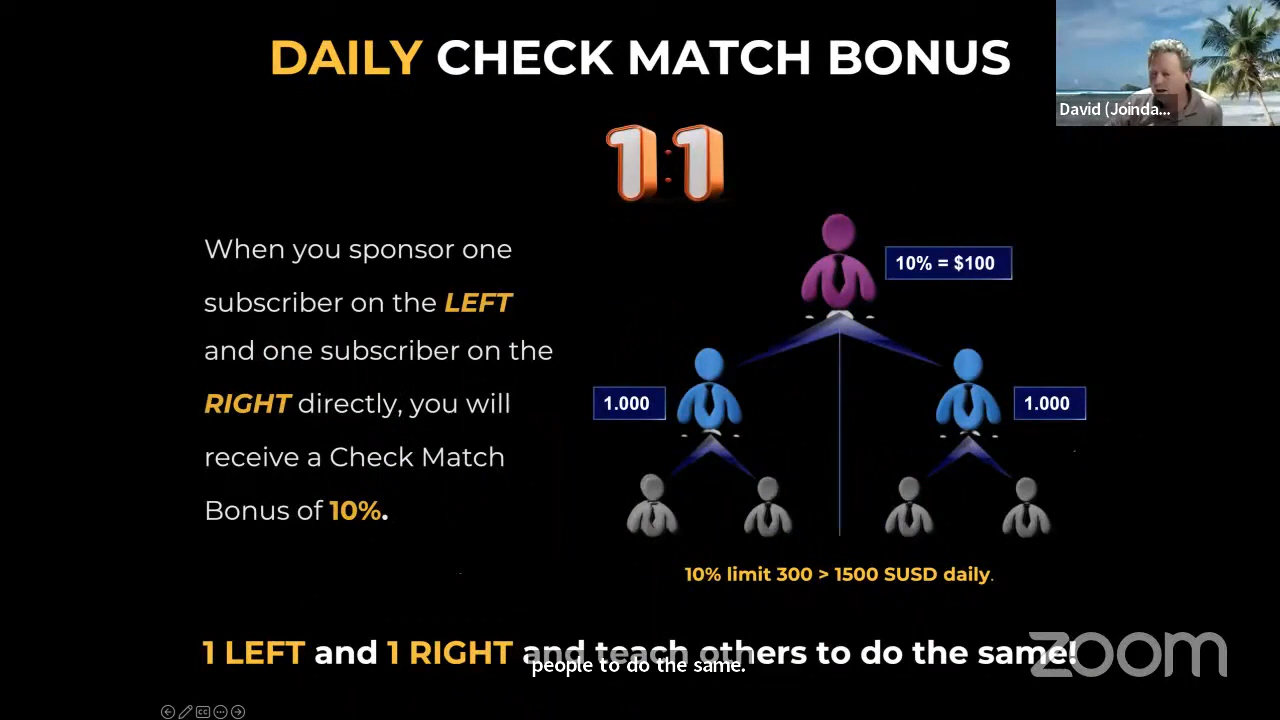 DAILY CHECK MATCH BONUS
David (Joinda...
1:1
When you sponsor one
subscriber on the LEFT
and one subscriber on the
RIGHT directly, you will
receive a Check Match
Bonus of 10%.
10% = $100
1.000
1.000
10% limit 300 > 1500 SUSD daily.
1 LEFT and 1 RIGHT and teach others to do the same!
people to do the same.
zoom
CC